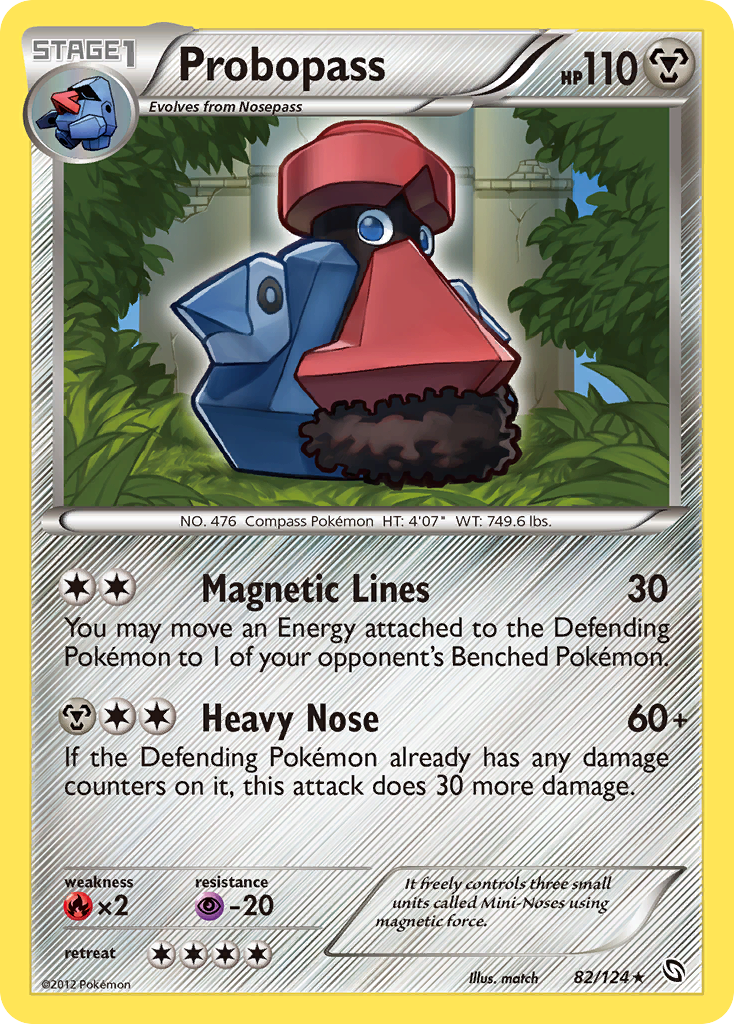 STAGE1
Probopass
HP110
Evolves from Nosepass
NO. 476 Compass Pokémon HT: 4'07" WT: 749.6 lbs.
Magnetic Lines 30
You may move an Energy attached to the Defending
Pokémon to 1 of your opponent's Benched Pokémon.
Heavy Nose 60+
If the Defending Pokémon already has any damage
counters on it, this attack does 30 more damage.
weakness
×2
resistance
-20
retreat
It freely controls three small
units called Mini-Noses using
magnetic force.
©2012 Pokémon
Illus. match
82/124★